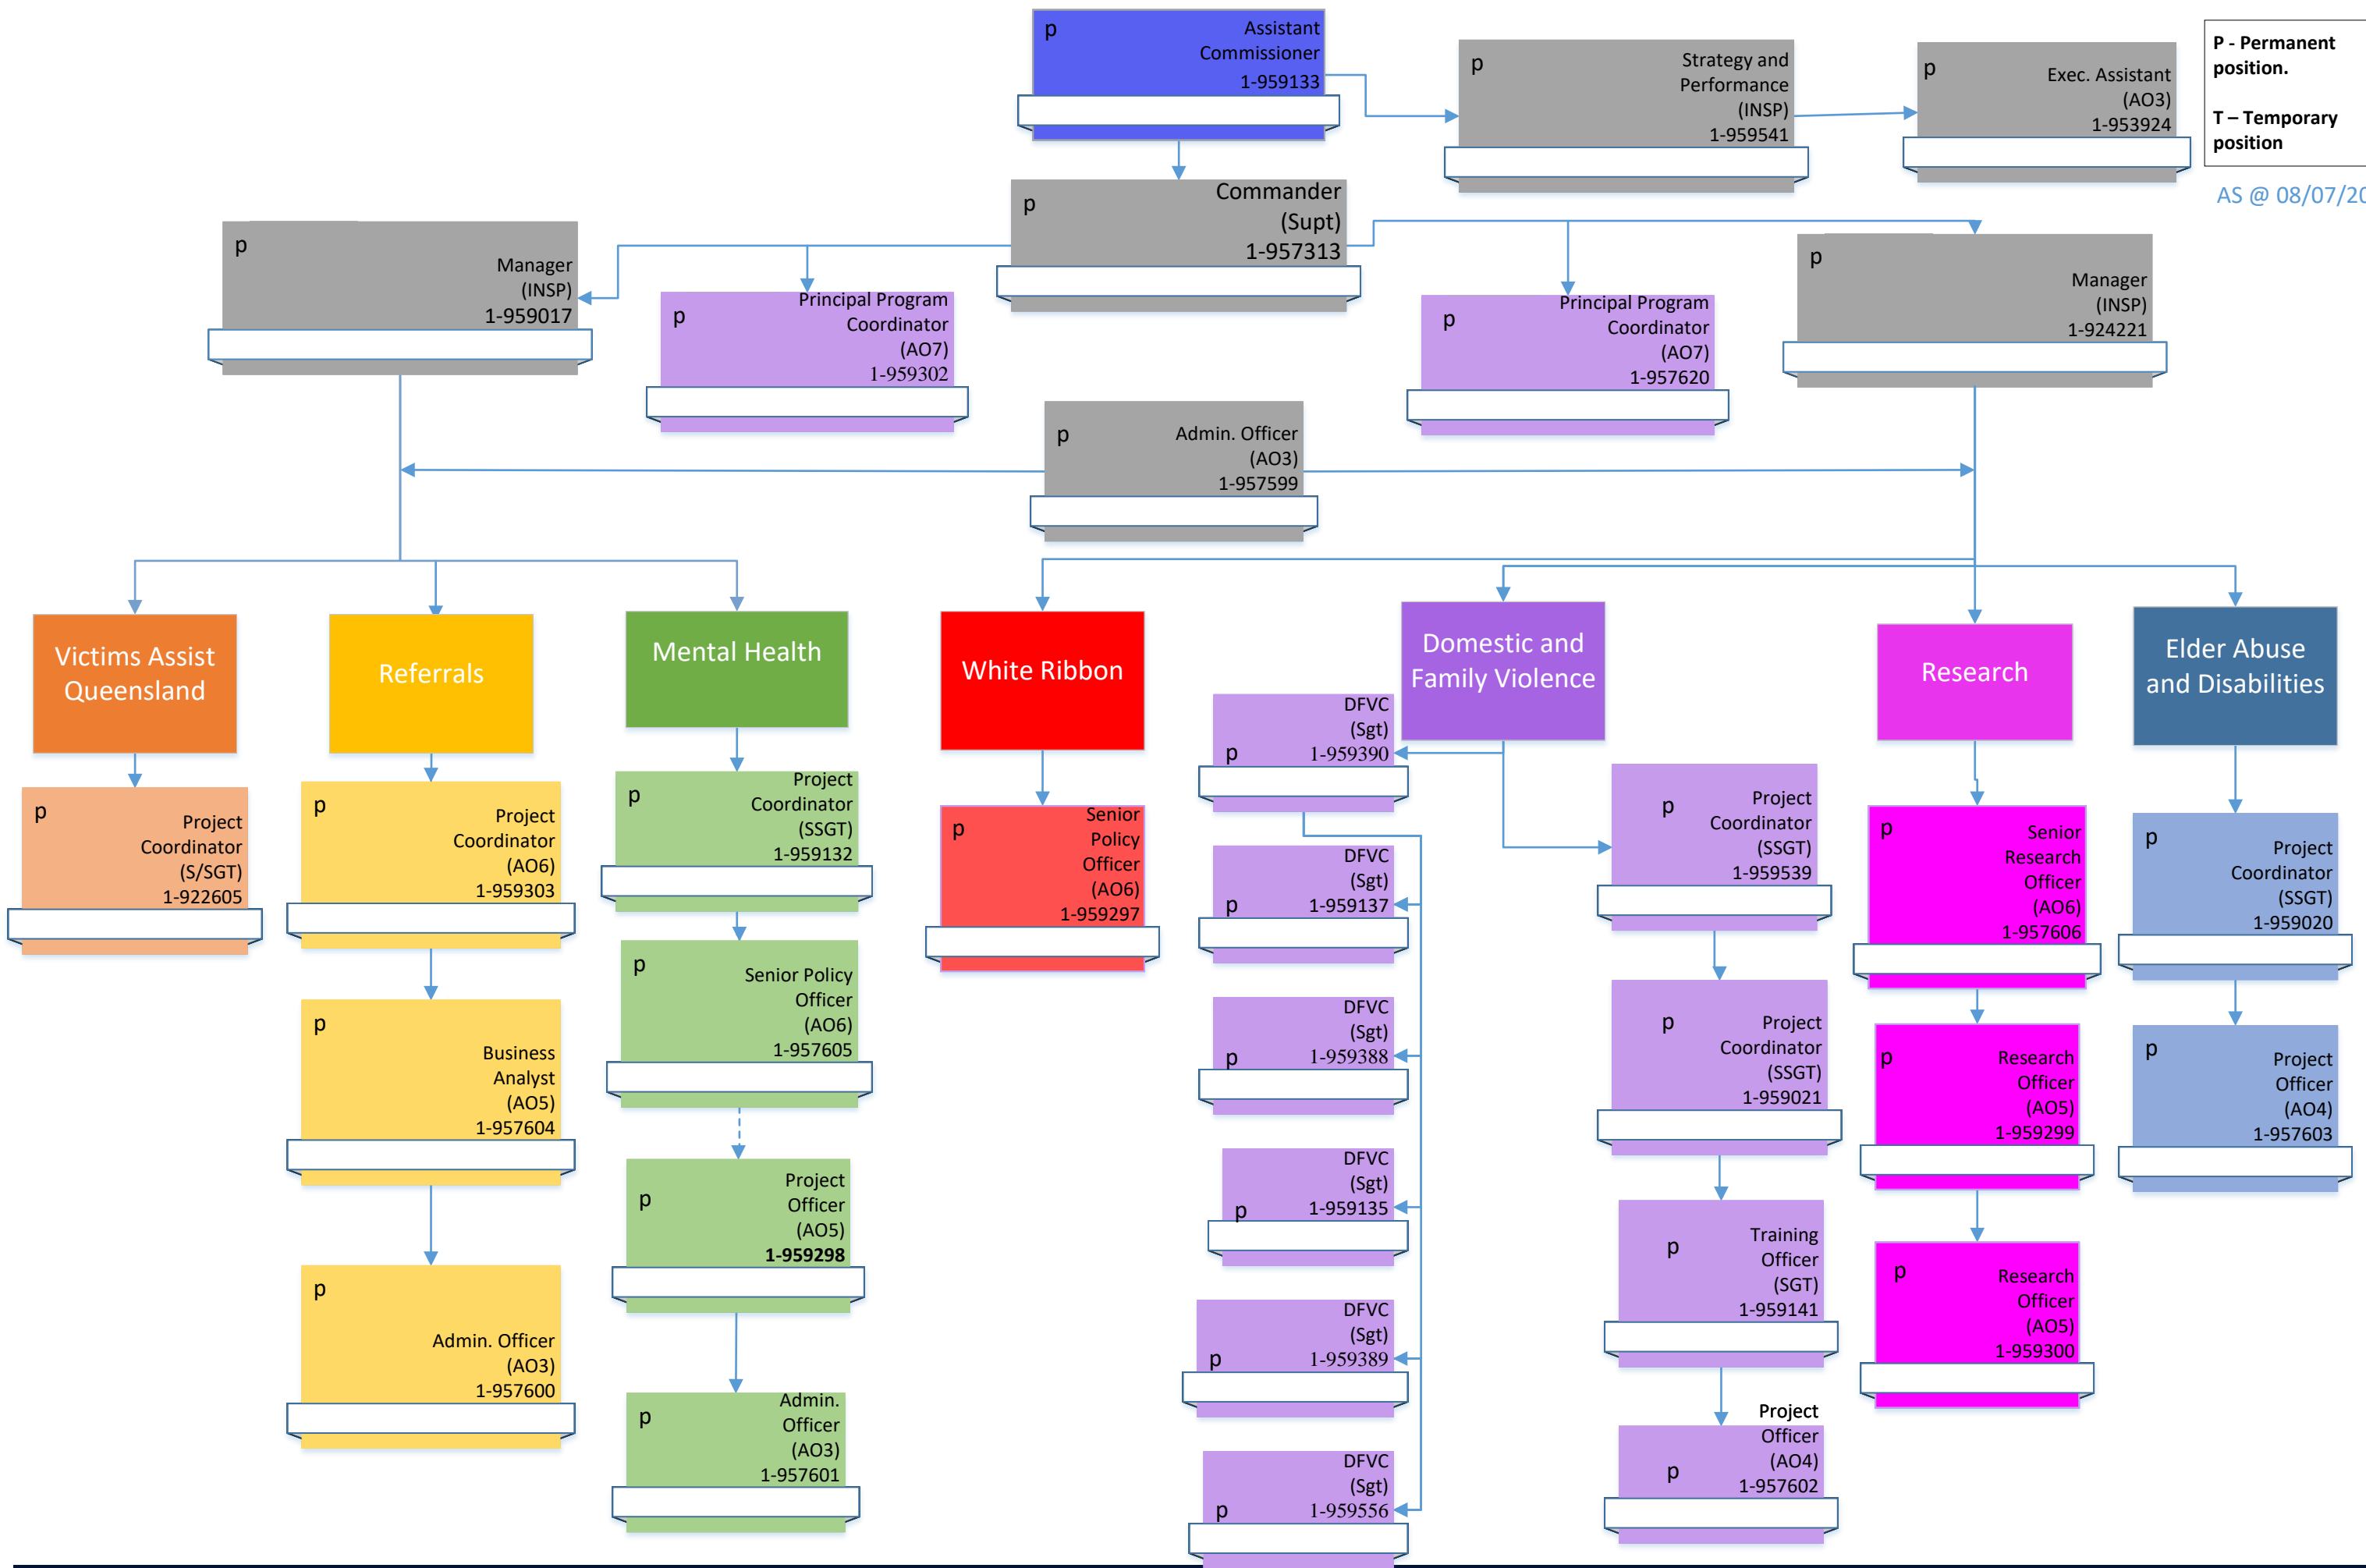 p
Assistant
Commissioner
1-959133
p
Strategy and
Performance
(INSP)
1-959541
p
Exec. Assistant
(AO3)
1-953924
P - Permanent
position.
T – Temporary
position
AS @ 08/07/20
p
Commander
(Supt)
1-957313
p
Manager
(INSP)
1-959017
p
Principal Program
Coordinator
(AO7)
1-959302
p
Principal Program
Coordinator
(AO7)
1-957620
p
Manager
(INSP)
1-924221
p
Admin. Officer
(AO3)
1-957599
Victims Assist
Queensland
Referrals
Mental Health
White Ribbon
Domestic and
Family Violence
Research
Elder Abuse
and Disabilities
p
Project
Coordinator
(S/SGT)
1-922605
p
Project
Coordinator
(AO6)
1-959303
p
Business
Analyst
(AO5)
1-957604
p
Admin. Officer
(AO3)
1-957600
p
Project
Coordinator
(SSGT)
1-959132
p
Senior Policy
Officer
(AO6)
1-957605
p
Project
Officer
(AO5)
1-959298
p
Admin.
Officer
(AO3)
1-957601
p
Senior
Policy
Officer
(AO6)
1-959297
DFVC
(Sgt)
p 1-959390
DFVC
(Sgt)
p 1-959137
DFVC
(Sgt)
p 1-959388
DFVC
(Sgt)
p 1-959135
DFVC
(Sgt)
p 1-959389
DFVC
(Sgt)
p 1-959556
p
Project
Coordinator
(SSGT)
1-959539
p
Project
Coordinator
(SSGT)
1-959021
p
Training
Officer
(SGT)
1-959141
Project
Officer
(AO4)
p
1-957602
p
Senior
Research
Officer
(AO6)
1-957606
p
Research
Officer
(AO5)
1-959299
p
Research
Officer
(AO5)
1-959300
p
Project
Coordinator
(SSGT)
1-959020
p
Project
Officer
(AO4)
1-957603